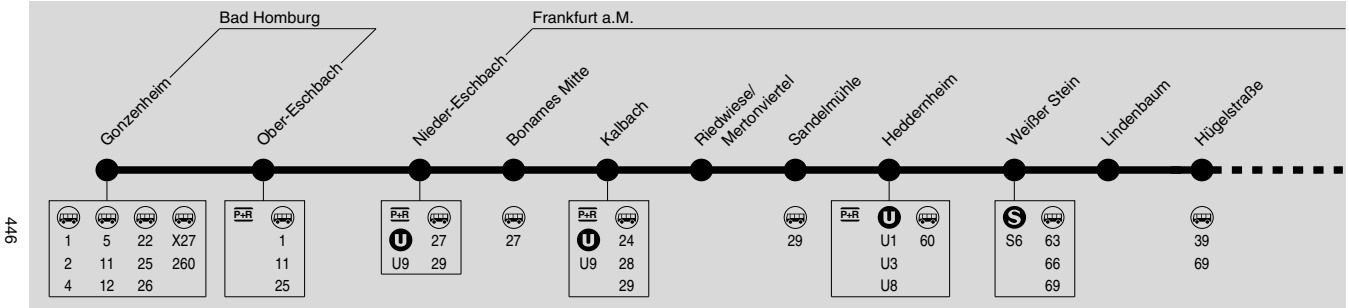 Bad Homburg
Frankfurt a.M.
Gonzenheim
Ober-Eschbach
Nieder-Eschbach
Bonames Mitte
Kalbach
Riedwiese/
Mertonviertel
Sandelmühle
Heddernheim
Weißer Stein
Lindenbaum
Hügelstraße
446
1 5 22 X27
2 11 25 260
4 12 26
P+R
1
11
25
P+R
U 27
U9 29
27
P+R
U 24
U9 28
29
29
P+R U
U1 60
U3
U8
S
S6 63
66
69
39
69